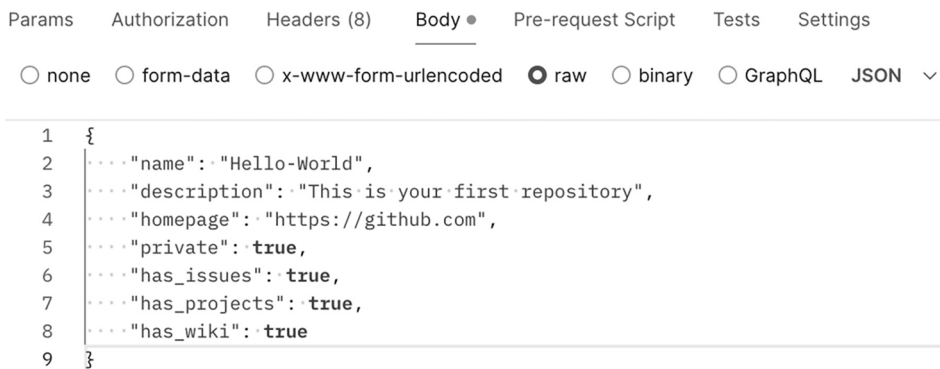 Params Authorization Headers (8) Body Pre-request Script Tests Settings
none form-data x-www-form-urlencoded raw binary GraphQL JSON
1 {
2 "name": "Hello-World",
3 "description": "This is your first repository",
4 "homepage": "https://github.com",
5 "private": true,
6 "has_issues": true,
7 "has_projects": true,
8 "has_wiki": true
9 }